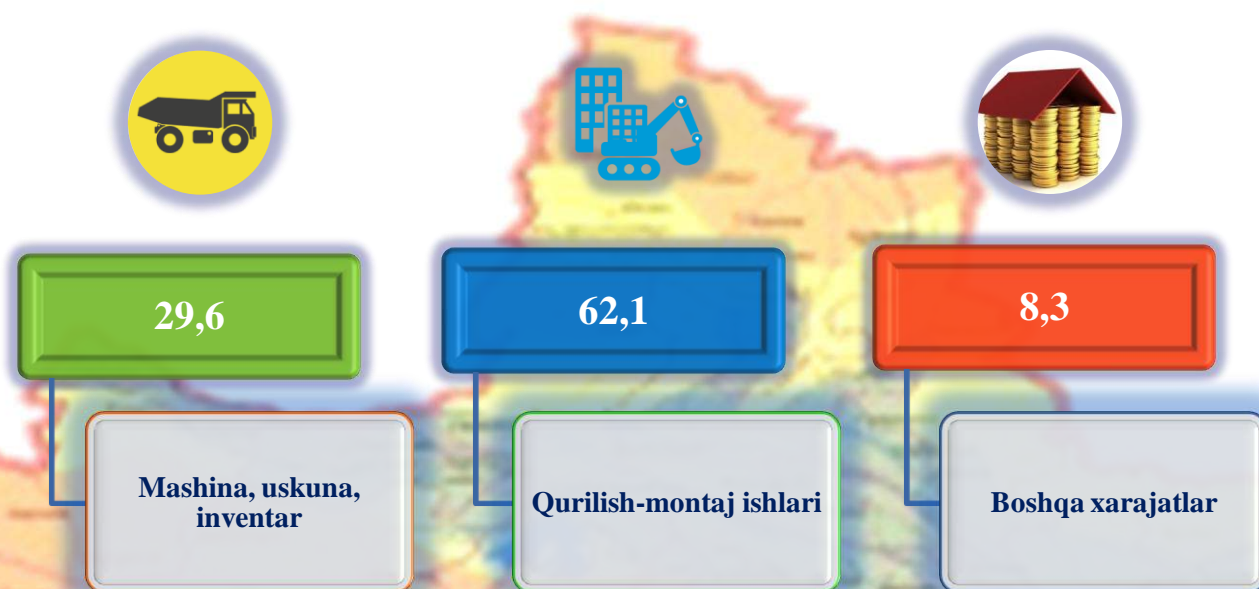 29,6
62,1
8,3
Mashina, uskuna,
inventar
Qurilish-montaj ishlari
Boshqa xarajatlar